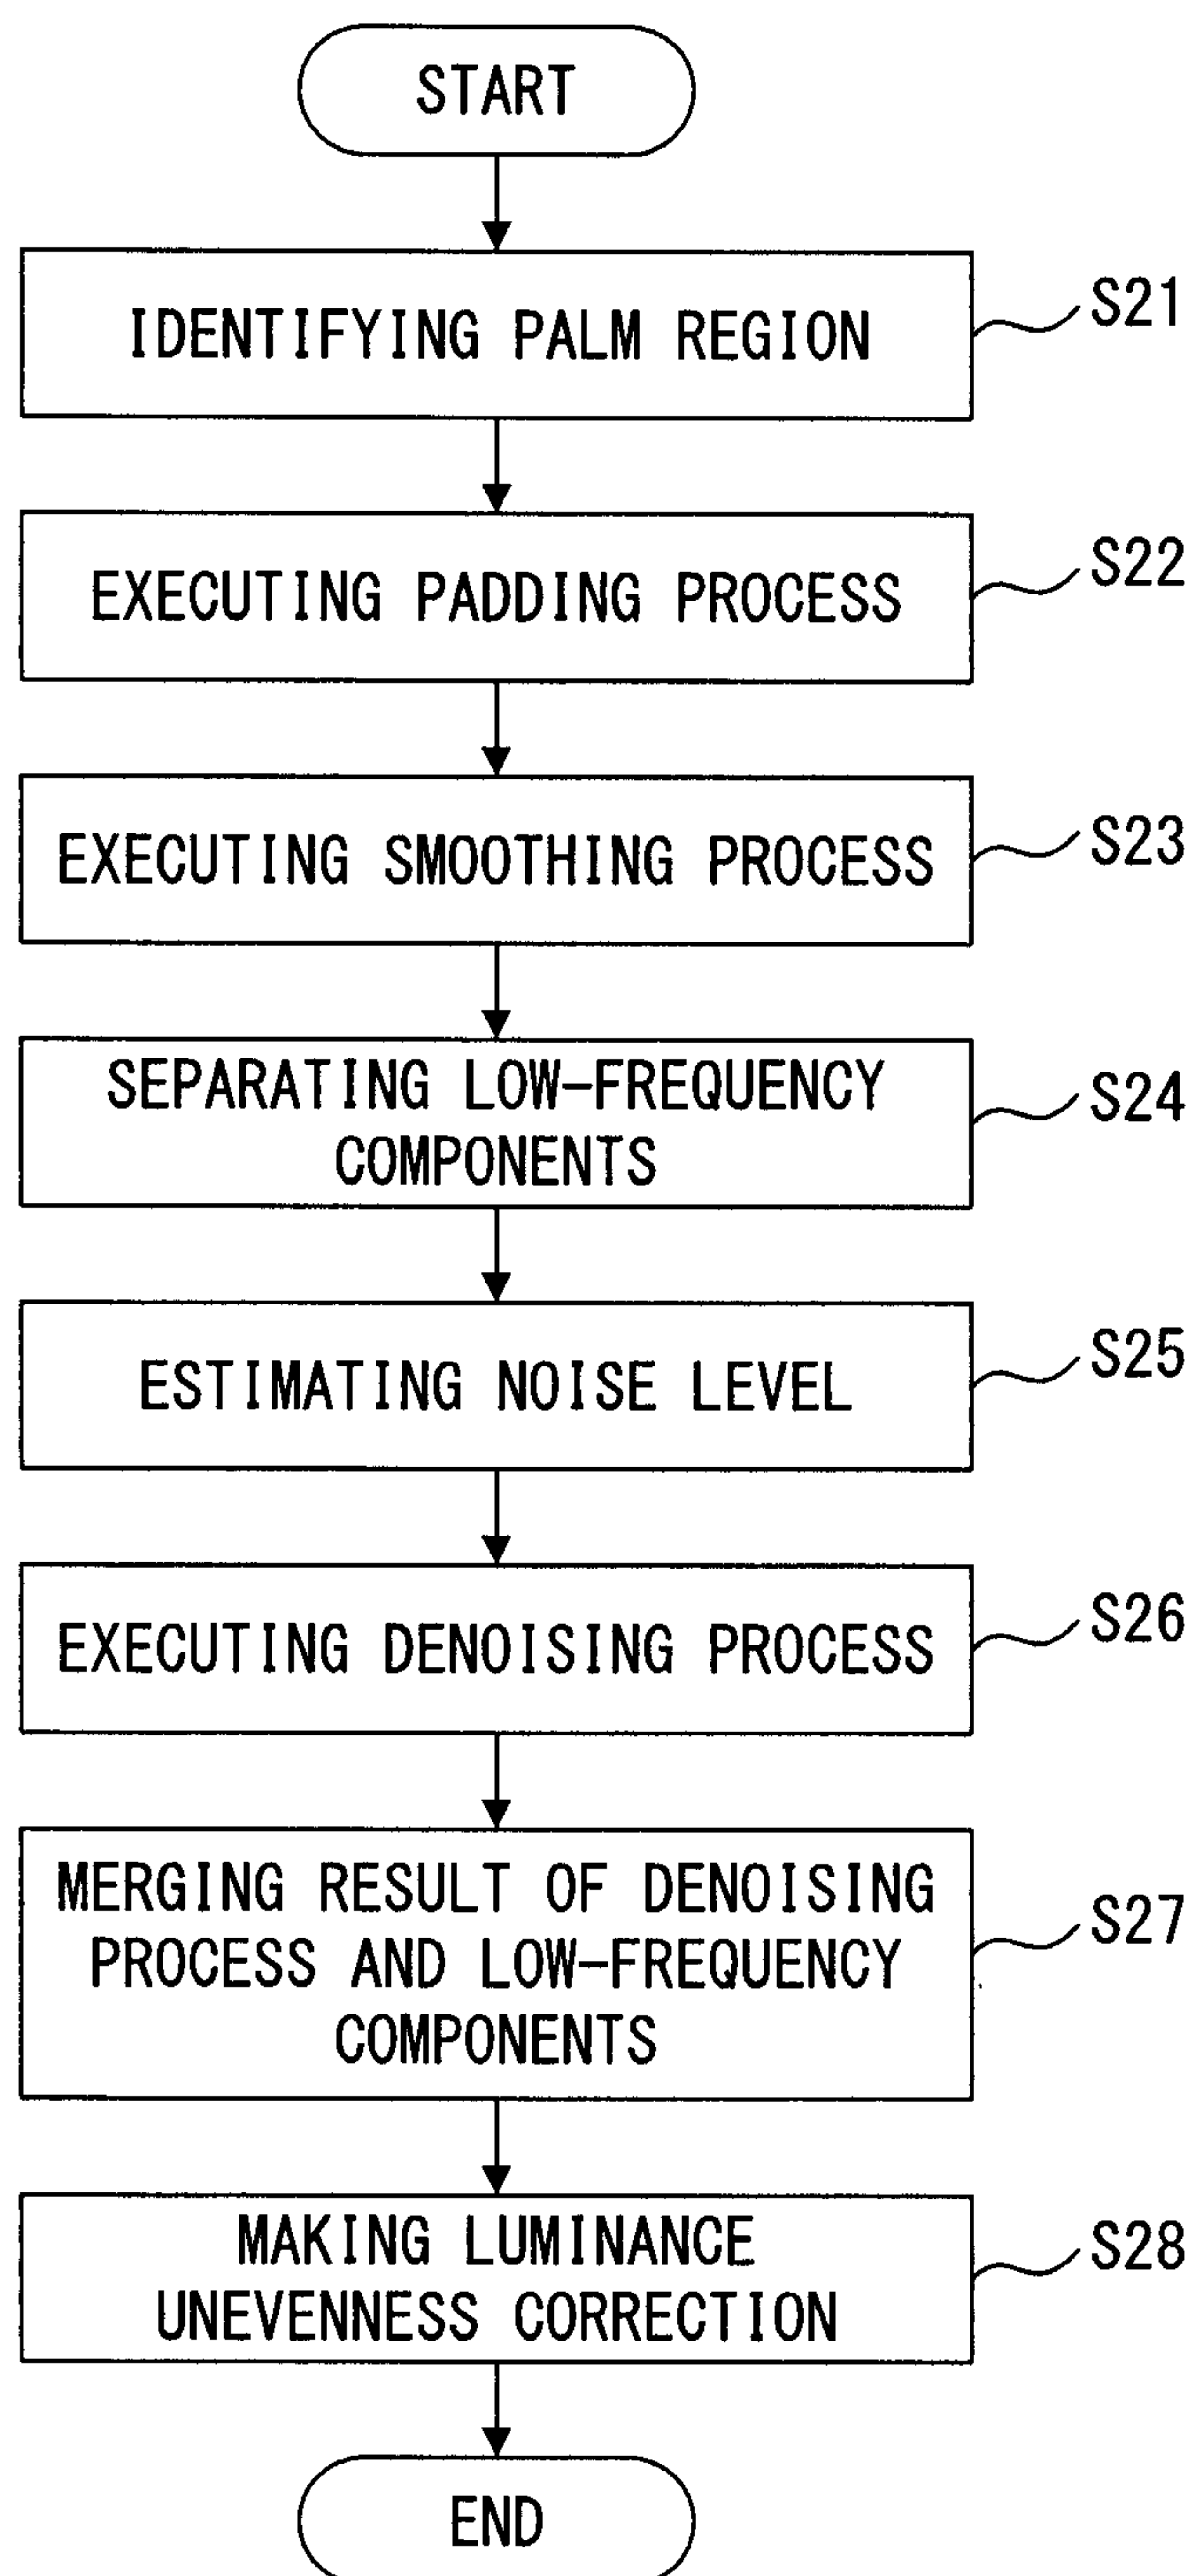 START
IDENTIFYING PALM REGION
S21
EXECUTING PADDING PROCESS
S22
EXECUTING SMOOTHING PROCESS
S23
SEPARATING LOW-FREQUENCY
COMPONENTS
S24
ESTIMATING NOISE LEVEL
S25
EXECUTING DENOISING PROCESS
S26
MERGING RESULT OF DENOISING
PROCESS AND LOW-FREQUENCY
COMPONENTS
S27
MAKING LUMINANCE
UNEVENNESS CORRECTION
S28
END